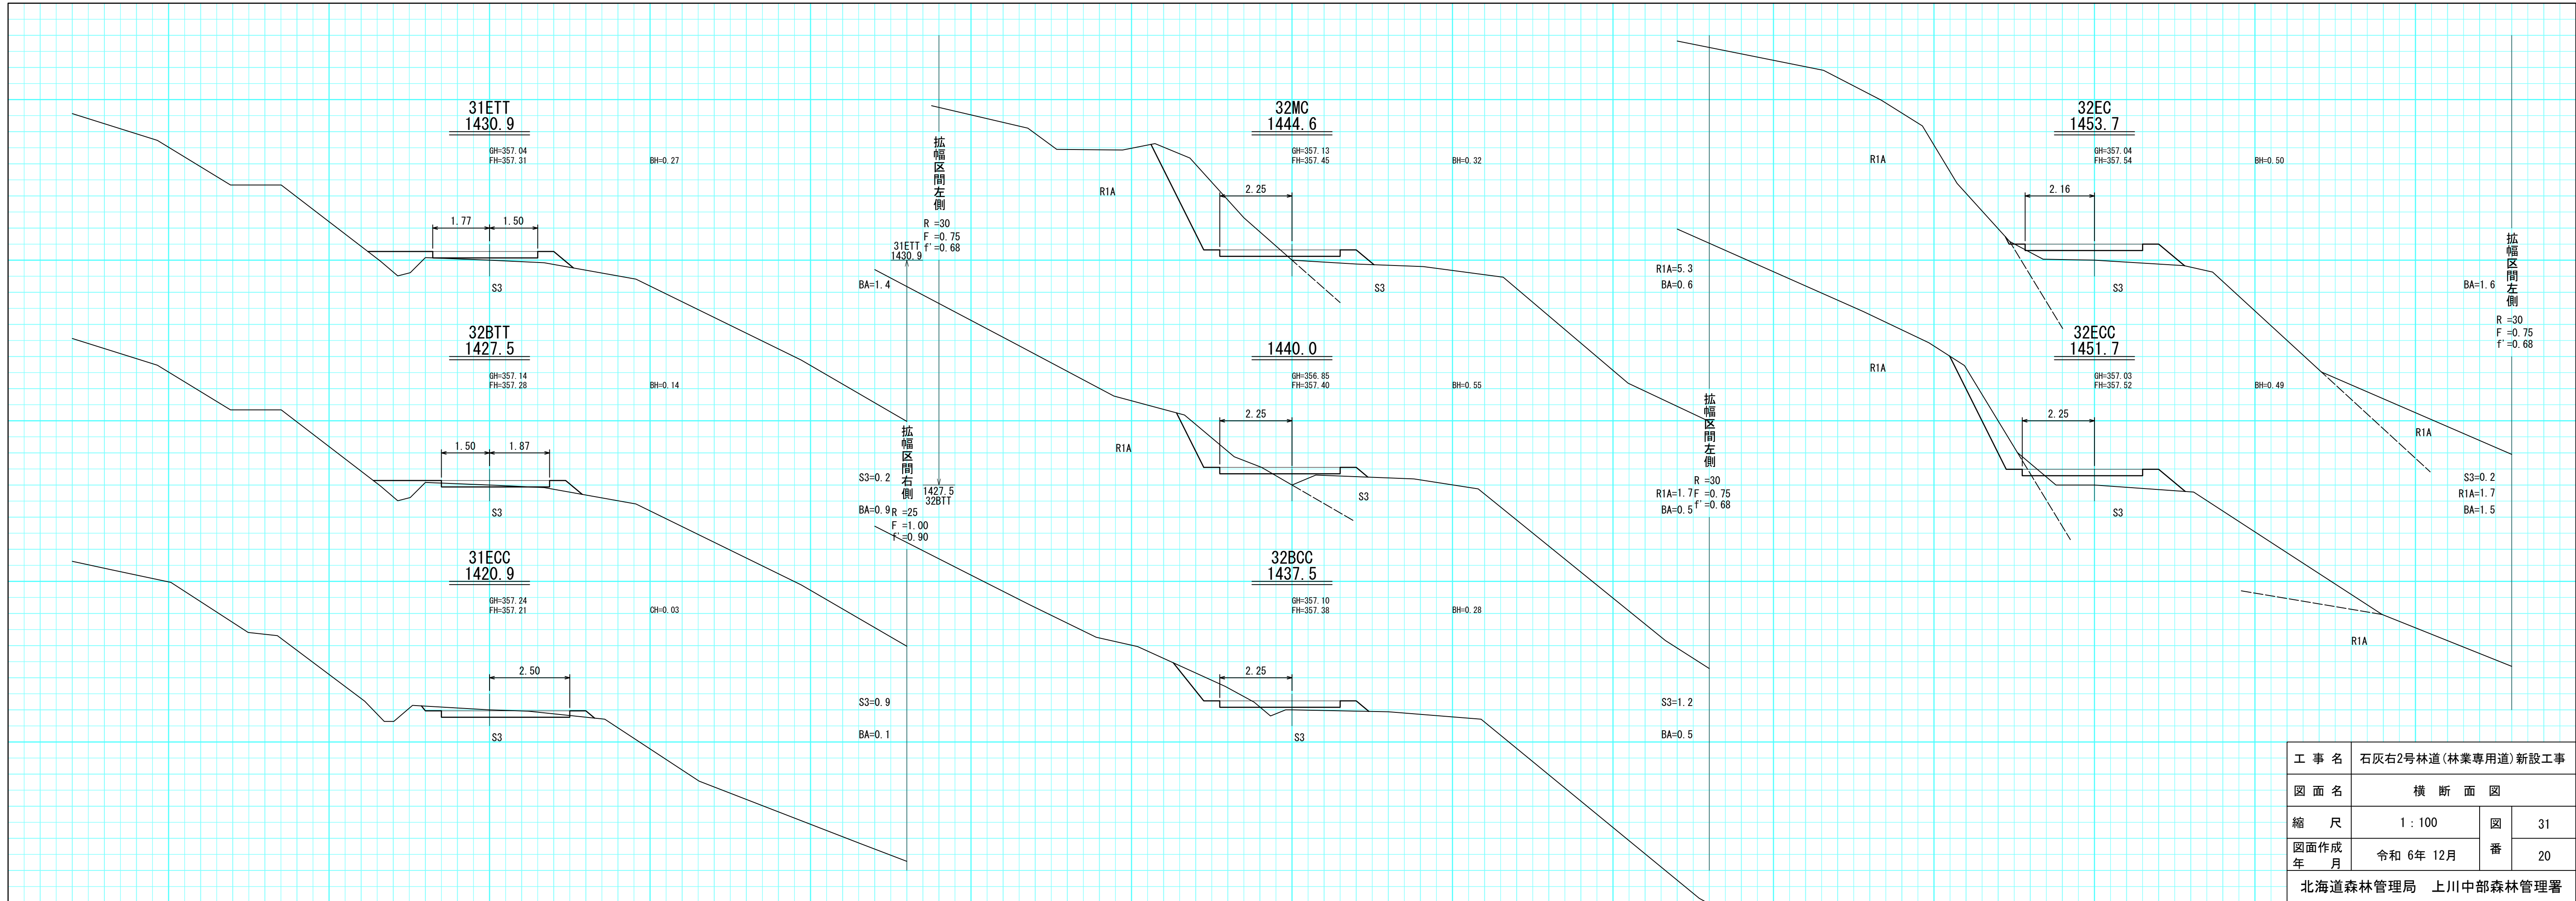 31ETT
1430.9
GH=357.04
FH=357.31
BH=0.27
1.77
1.50
S3
BA=1.4
32BTT
1427.5
GH=357.14
FH=357.28
BH=0.14
1.50
1.87
S3
S3=0.2
BA=0.9
31ECC
1420.9
GH=357.24
FH=357.21
CH=0.03
2.50
S3
S3=0.9
BA=0.1
拡幅区間左側
R =30
F =0.75
f'=0.68
31ETT
1430.9
1427.5
32BTT
拡幅区間右側
R =25
F =1.00
f'=0.90
32MC
1444.6
GH=357.13
FH=357.45
BH=0.32
R1A
2.25
S3
R1A=5.3
BA=0.6
1440.0
GH=356.85
FH=357.40
BH=0.55
R1A
2.25
S3
R1A=1.7
BA=0.5
32BCC
1437.5
GH=357.10
FH=357.38
BH=0.28
2.25
S3
S3=1.2
BA=0.5
拡幅区間左側
R =30
F =0.75
f'=0.68
32EC
1453.7
GH=357.04
FH=357.54
BH=0.50
R1A
2.16
S3
BA=1.6
32ECC
1451.7
GH=357.03
FH=357.52
BH=0.49
R1A
2.25
S3
R1A
S3=0.2
R1A=1.7
BA=1.5
R1A
拡幅区間左側
R =30
F =0.75
f'=0.68
工事名 石灰右2号林道(林業専用道)新設工事
図面名 横断面図
縮尺 1:100 図番 31
図面作成年月 令和 6年 12月 20
北海道森林管理局 上川中部森林管理署